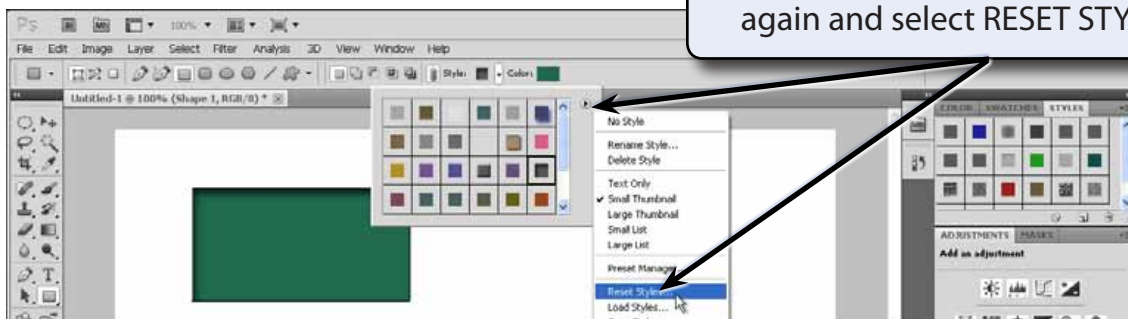 again and select RESET STY
Ps Mb 100%
File Edit Image Layer Select Filter Analysis 3D View Window Help
Style: Color:
Untitled-1 @ 100% (Shape 1, RGB/8) *
COLOR SWATCHES STYLES
No Style
Rename Style...
Delete Style
Text Only
Small Thumbnail
Large Thumbnail
Small List
Large List
Preset Manager
Reset Styles
Load Styles...
ADJUSTMENTS MASKS
Add an adjustment